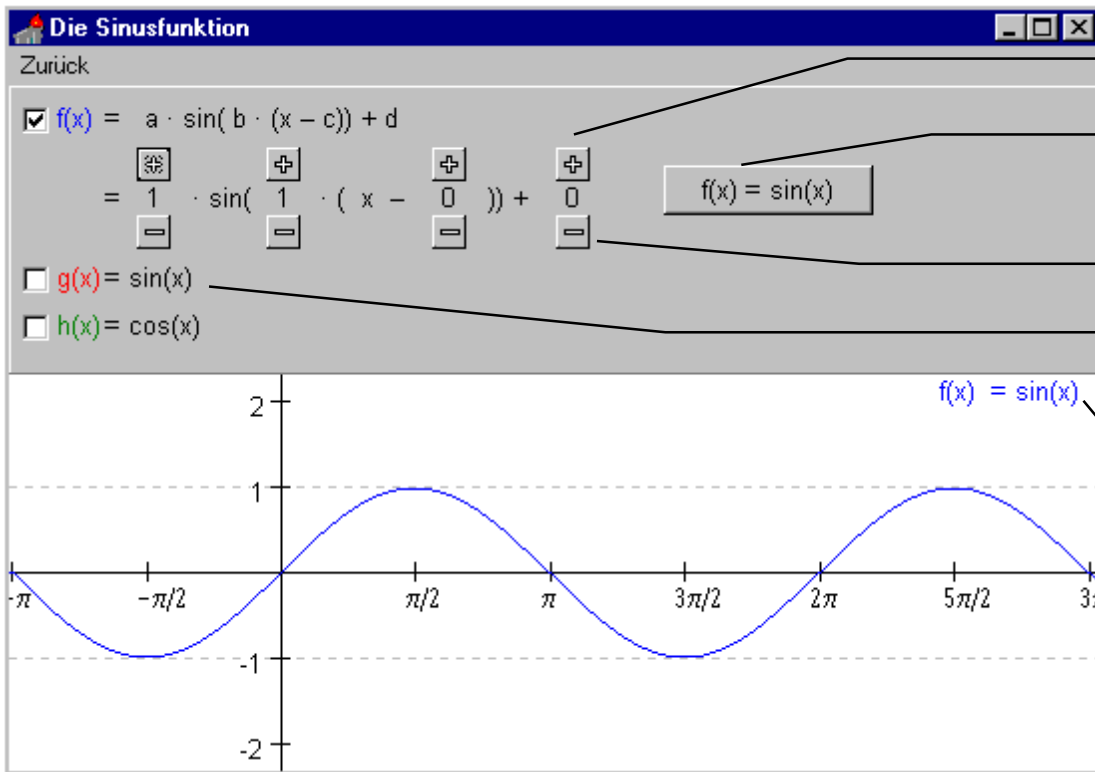 Die Sinusfunktion
Zurück
f(x) = a · sin( b · (x – c)) + d
= 1 · sin( 1 · ( x – 0 )) + 0
f(x) = sin(x)
g(x) = sin(x)
h(x) = cos(x)
f(x) = sin(x)
2
1
-π -π/2 π/2 π 3π/2 2π 5π/2
-1
-2